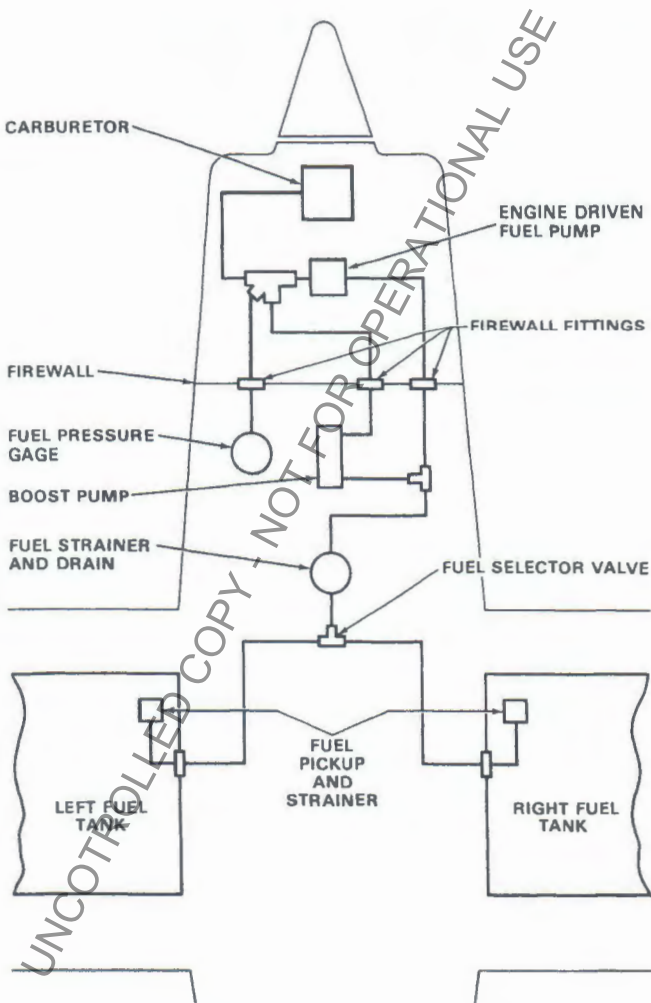 CARBURETOR
ENGINE DRIVEN
FUEL PUMP
FIREWALL FITTINGS
FIREWALL
FUEL PRESSURE
GAGE
BOOST PUMP
FUEL STRAINER
AND DRAIN
FUEL SELECTOR VALVE
FUEL
PICKUP
AND
STRAINER
LEFT FUEL
TANK
RIGHT FUEL
TANK
UNCOTROLLED COPY - NOT FOR OPERATIONAL USE